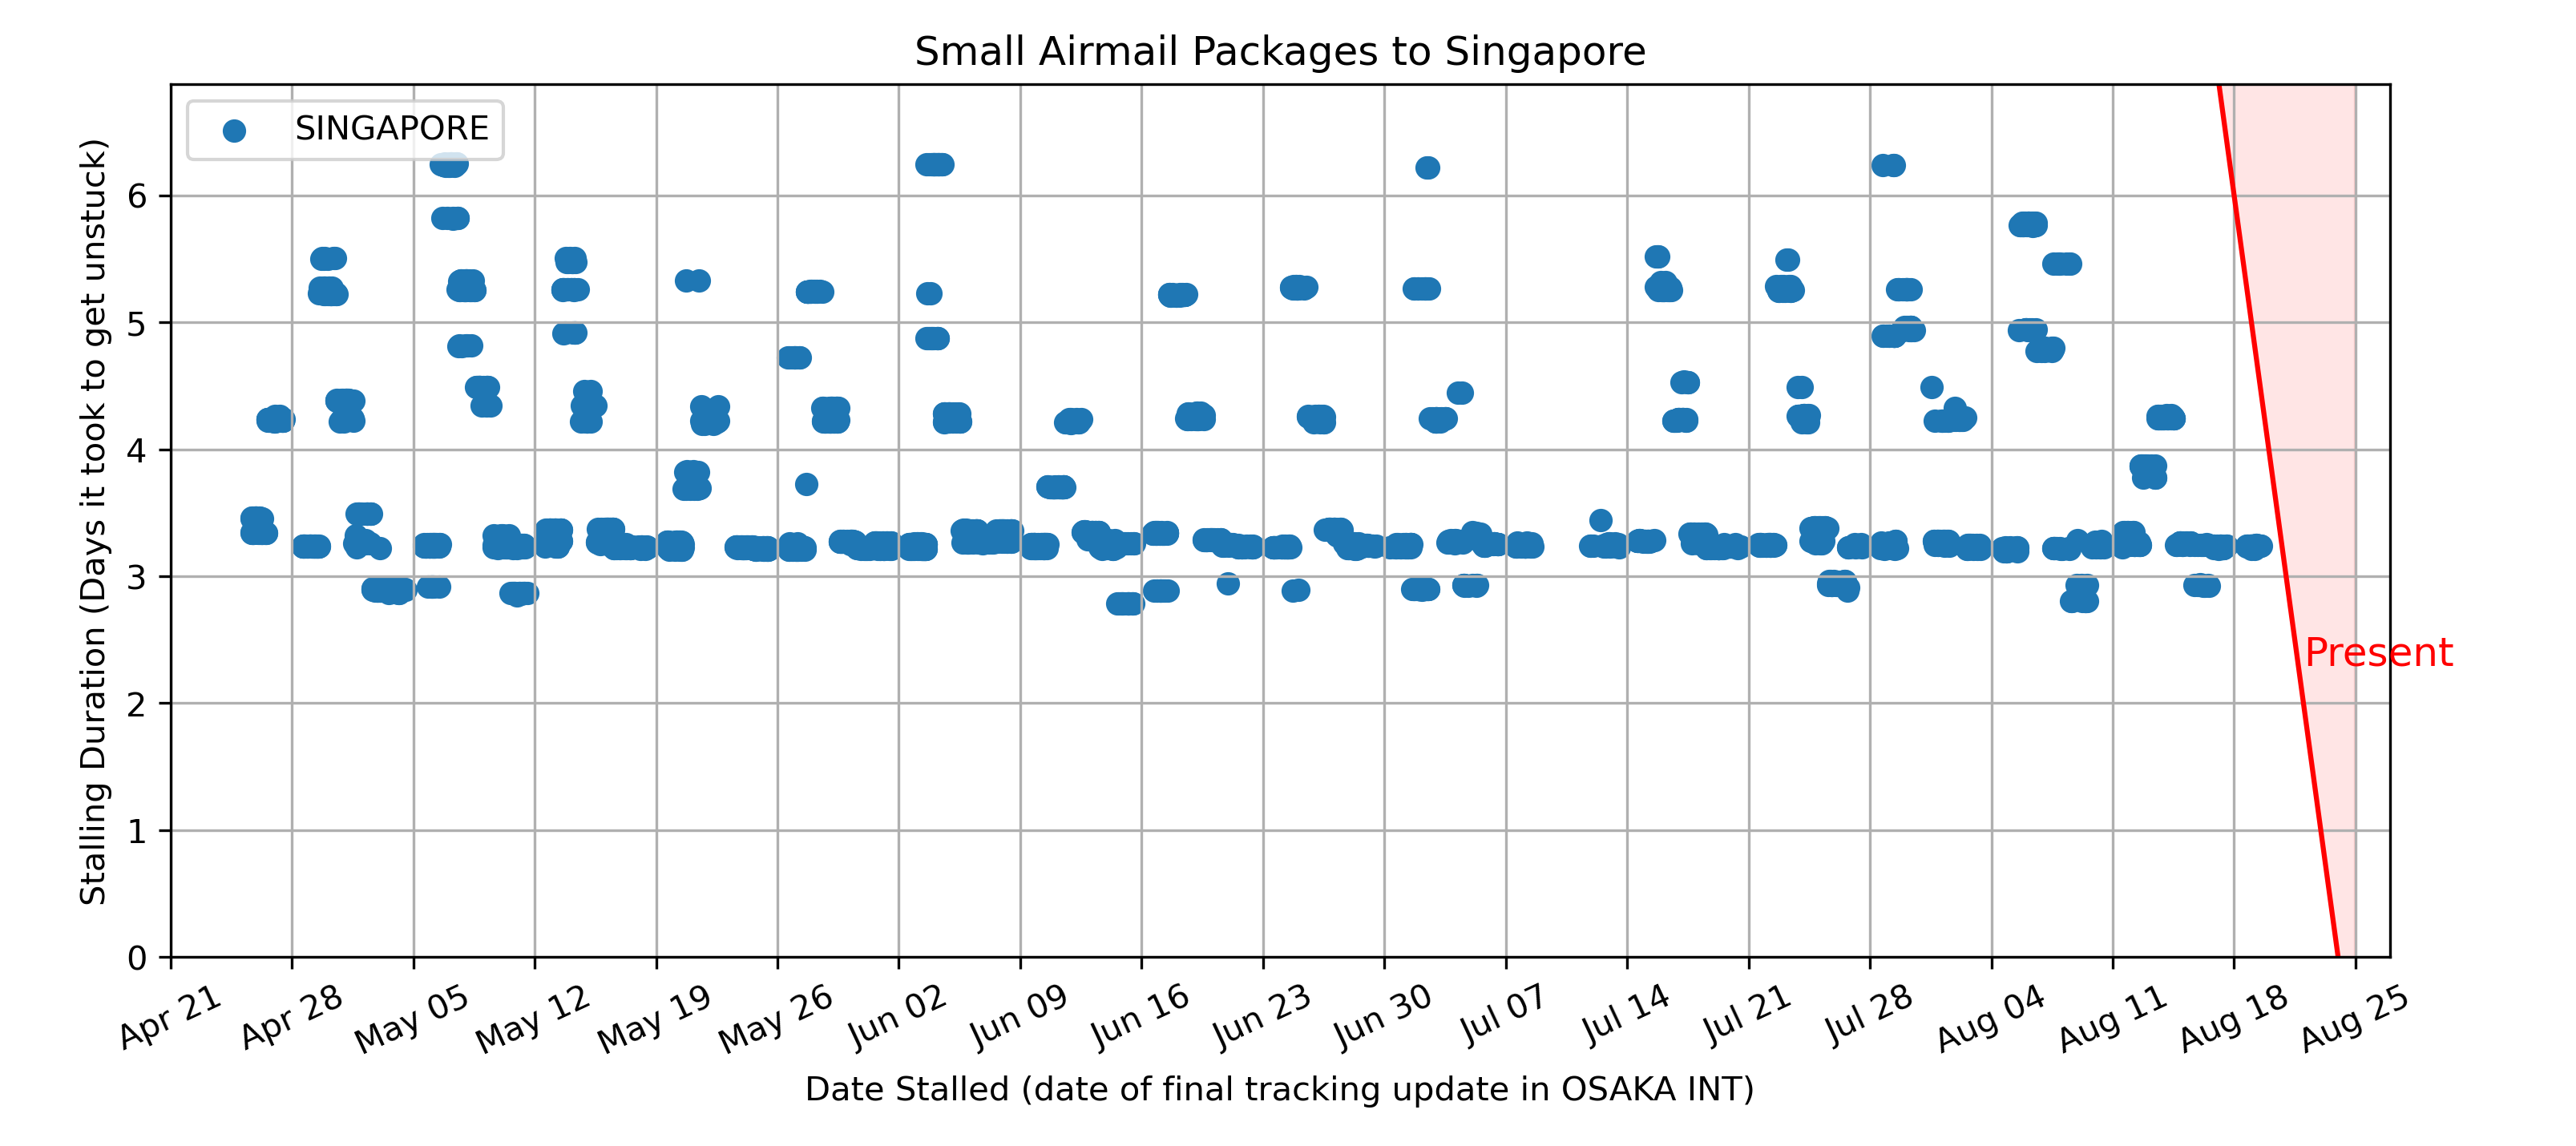 Small Airmail Packages to Singapore
SINGAPORE
Stalling Duration (Days it took to get unstuck)
6
5
4
3
2
1
0
Present
Apr 21 Apr 28 May 05 May 12 May 19 May 26 Jun 02 Jun 09 Jun 16 Jun 23 Jun 30 Jul 07 Jul 14 Jul 21 Jul 28 Aug 04 Aug 11 Aug 18 Aug 25
Date Stalled (date of final tracking update in OSAKA INT)